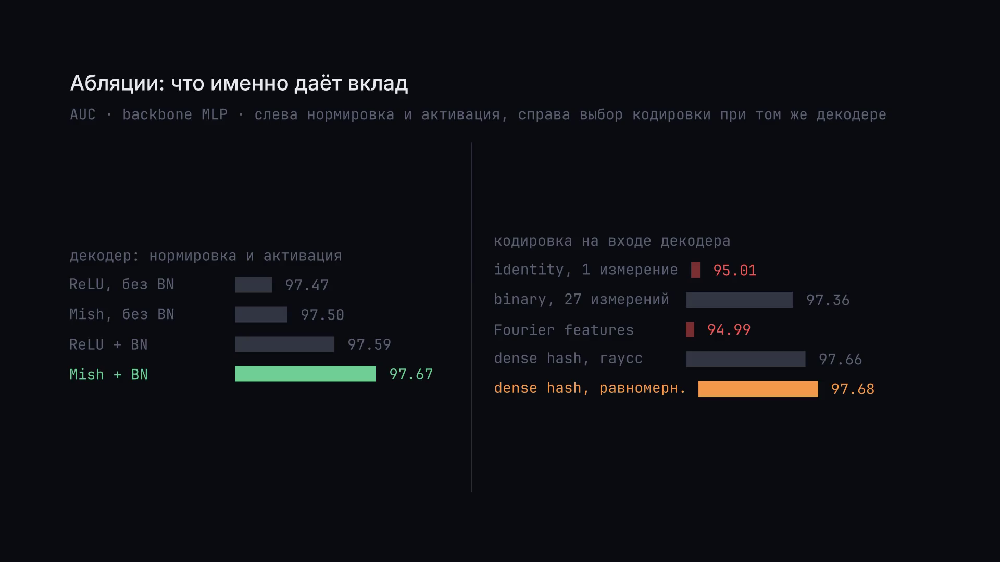 Абляции: что именно даёт вклад
AUC · backbone MLP · слева нормировка и активация, справа выбор кодировки при том же декодере
декодер: нормировка и активация
ReLU, без BN 97.47
Mish, без BN 97.50
ReLU + BN 97.59
Mish + BN 97.67
кодировка на входе декодера
identity, 1 измерение 95.01
binary, 27 измерений 97.36
Fourier features 94.99
dense hash, гаусс 97.66
dense hash, равномерн. 97.68